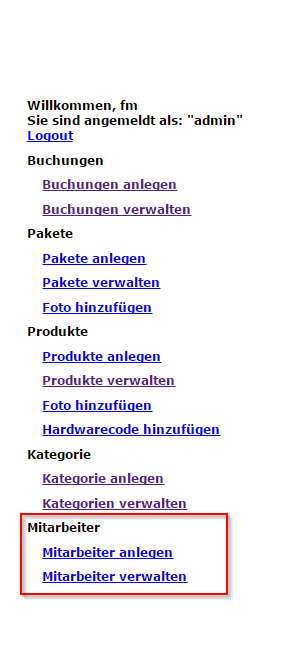 Willkommen, fm
Sie sind angemeldet als: "admin"
Logout
Buchungen
Buchungen anlegen
Buchungen verwalten
Pakete
Pakete anlegen
Pakete verwalten
Foto hinzufügen
Produkte
Produkte anlegen
Produkte verwalten
Foto hinzufügen
Hardwarecode hinzufügen
Kategorie
Kategorie anlegen
Kategorien verwalten
Mitarbeiter
Mitarbeiter anlegen
Mitarbeiter verwalten